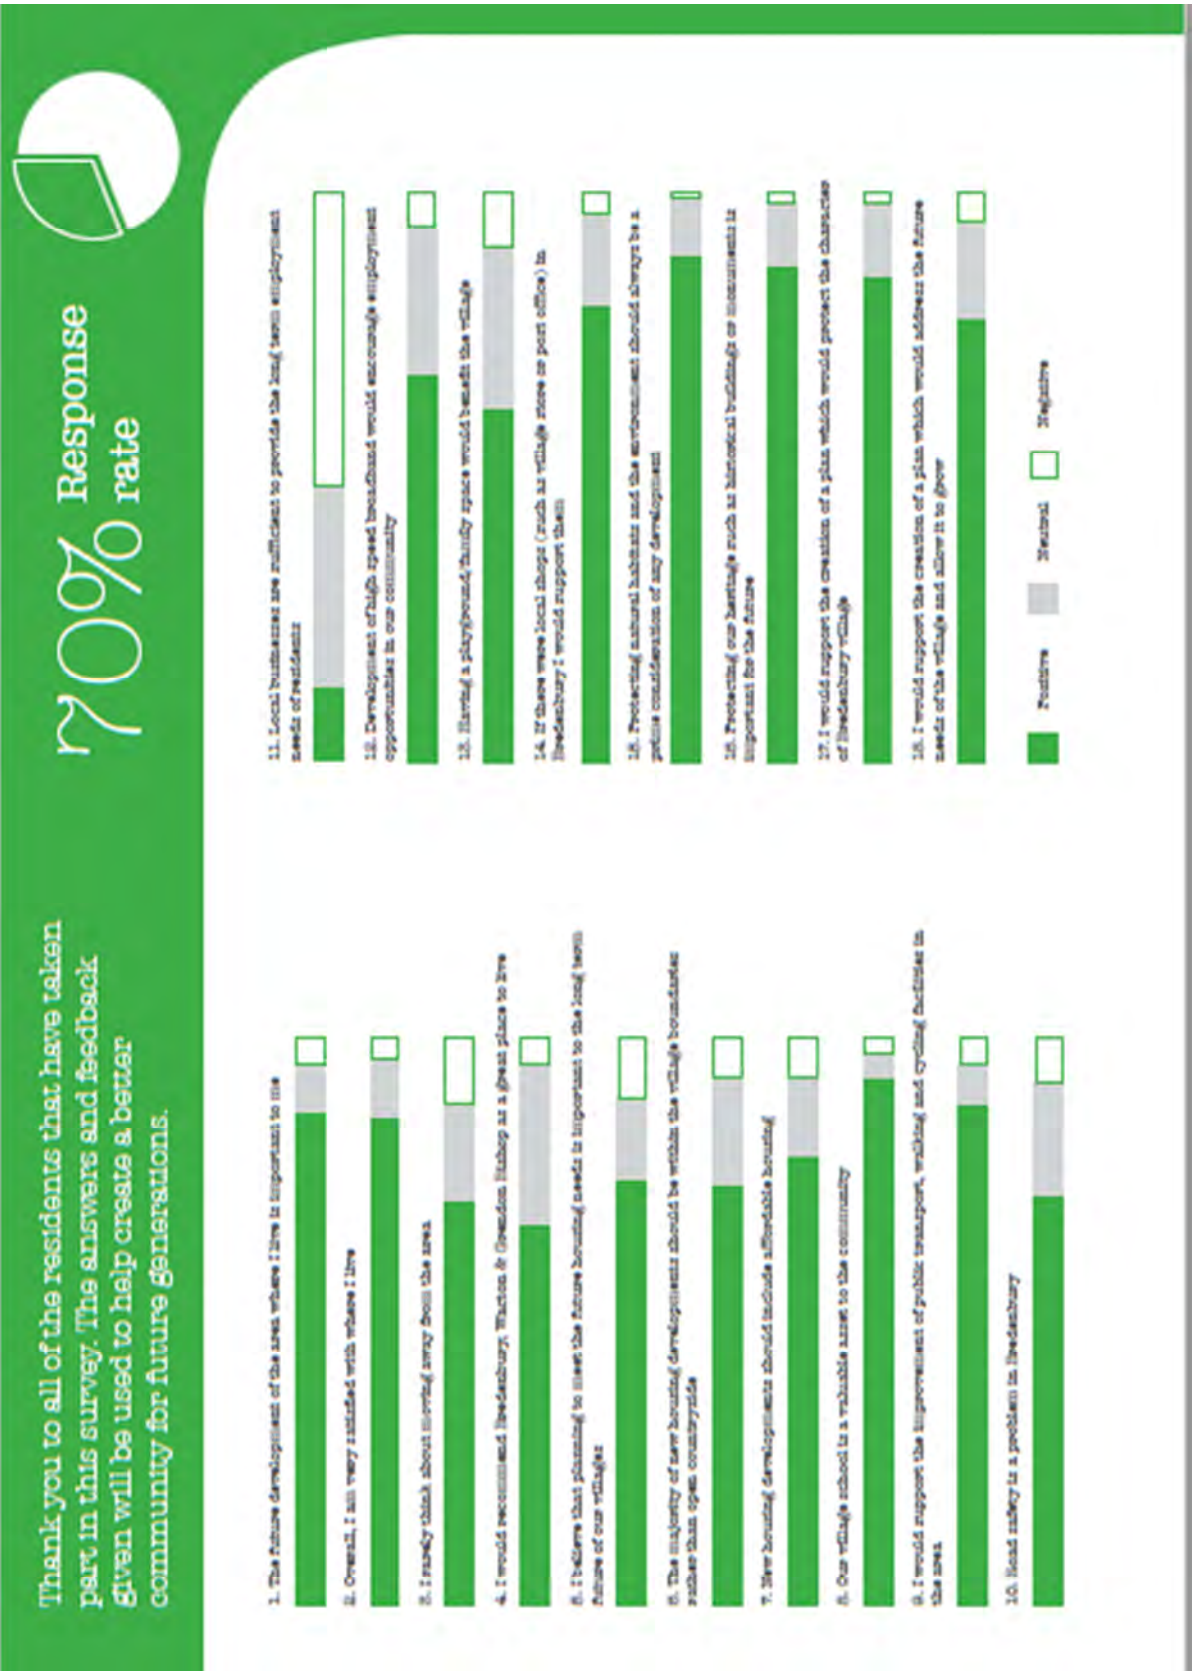 Thank you to all of the residents that have taken
part in this survey. The answers and feedback
given will be used to help create a better
community for future generations.
70% Response
rate
1. The future development of the area where I live is important to me
2. Overall, I am very satisfied with where I live
3. I rarely think about moving away from the area
4. I would recommend Bredenbury, Wacton & Grendon Bishop as a great place to live
5. I believe that planning to meet the future housing needs is important to the long term
future of our villages
6. The majority of new housing developments should be within the village boundaries
rather than open countryside
7. New housing developments should include affordable housing
8. Our village school is a valuable asset to the community
9. I would support the improvement of public transport, walking and cycling facilities in
the area
10. Road safety is a problem in Bredenbury
11. Local businesses are sufficient to provide the long term employment
needs of residents
12. Development of high speed broadband would encourage employment
opportunities in our community
13. Having a playground/family space would benefit the village
14. If there were local shops (such as village store or post office) in
Bredenbury I would support them
15. Protecting natural habitats and the environment should always be a
prime consideration of any development
16. Protecting our heritage such as historical buildings or monuments is
important for the future
17. I would support the creation of a plan which would protect the character
of Bredenbury village
18. I would support the creation of a plan which would address the future
needs of the village and allow it to grow
Positive
Neutral
Negative